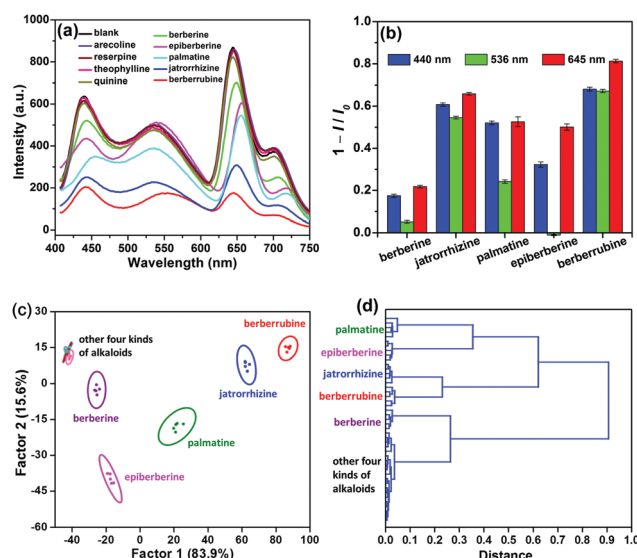 (a)
blank
arecoline
reserpine
theophylline
quinine
berberine
epiberberine
palmatine
jatrorrhizine
berberrubine
Intensity (a.u.)
1000
800
600
400
200
0
400 450 500 550 600 650 700 750
Wavelength (nm)
(b)
440 nm 536 nm 645 nm
1 − I / I0
1.0
0.8
0.6
0.4
0.2
0.0
berberine
jatrorrhizine
palmatine
epiberberine
berberrubine
(c)
Factor 2 (15.6%)
30
15
0
-15
-30
-45
-60
other four
kinds of
alkaloids
berberrubine
jatrorrhizine
berberine
palmatine
epiberberine
-40 -20 0 20 40 60 80 100
Factor 1 (83.9%)
(d)
palmatine
epiberberine
jatrorrhizine
berberrubine
berberine
other four
kinds of
alkaloids
0.0 0.1 0.2 0.3 0.4 0.5 0.6 0.7 0.8 0.9 1.0
Distance